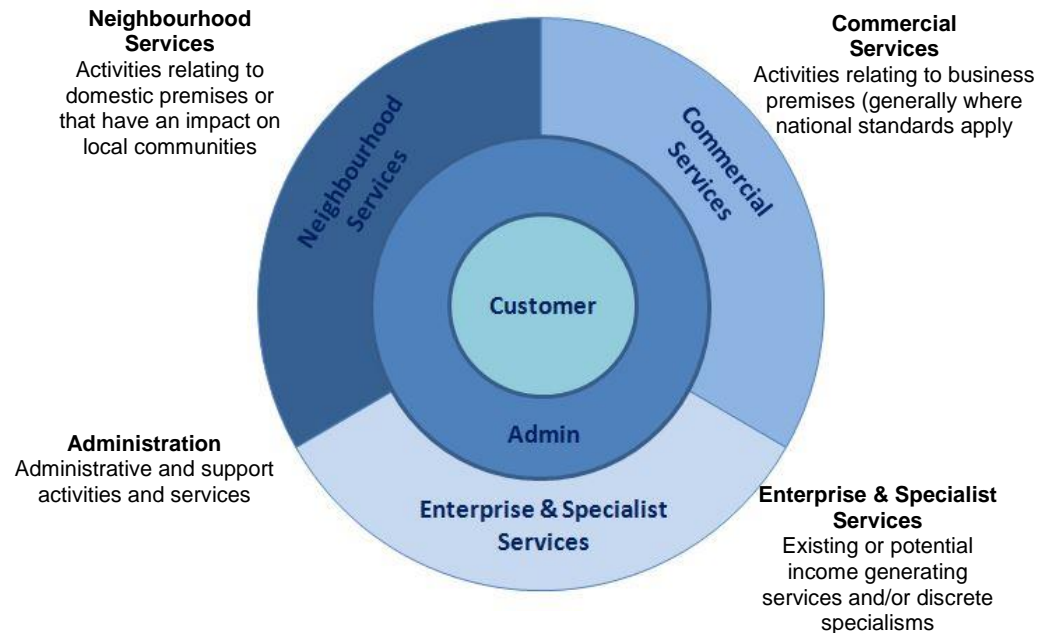 Neighbourhood
Services
Activities relating to
domestic premises or
that have an impact on
local communities
Commercial
Services
Activities relating to business
premises (generally where
national standards apply
Neighbourhood
Services
Commercial
Services
Customer
Admin
Enterprise & Specialist
Services
Administration
Administrative and support
activities and services
Enterprise & Specialist
Services
Existing or potential
income generating
services and/or discrete
specialisms